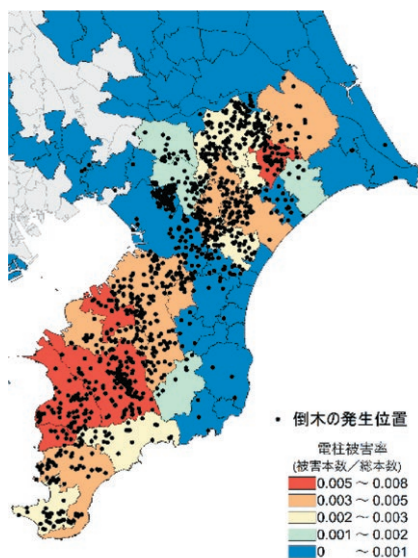 • 倒木の発生位置
電柱被害率
(被害本数／総本数)
0.005 ～ 0.008
0.003 ～ 0.005
0.002 ～ 0.003
0.001 ～ 0.002
～ 0.001